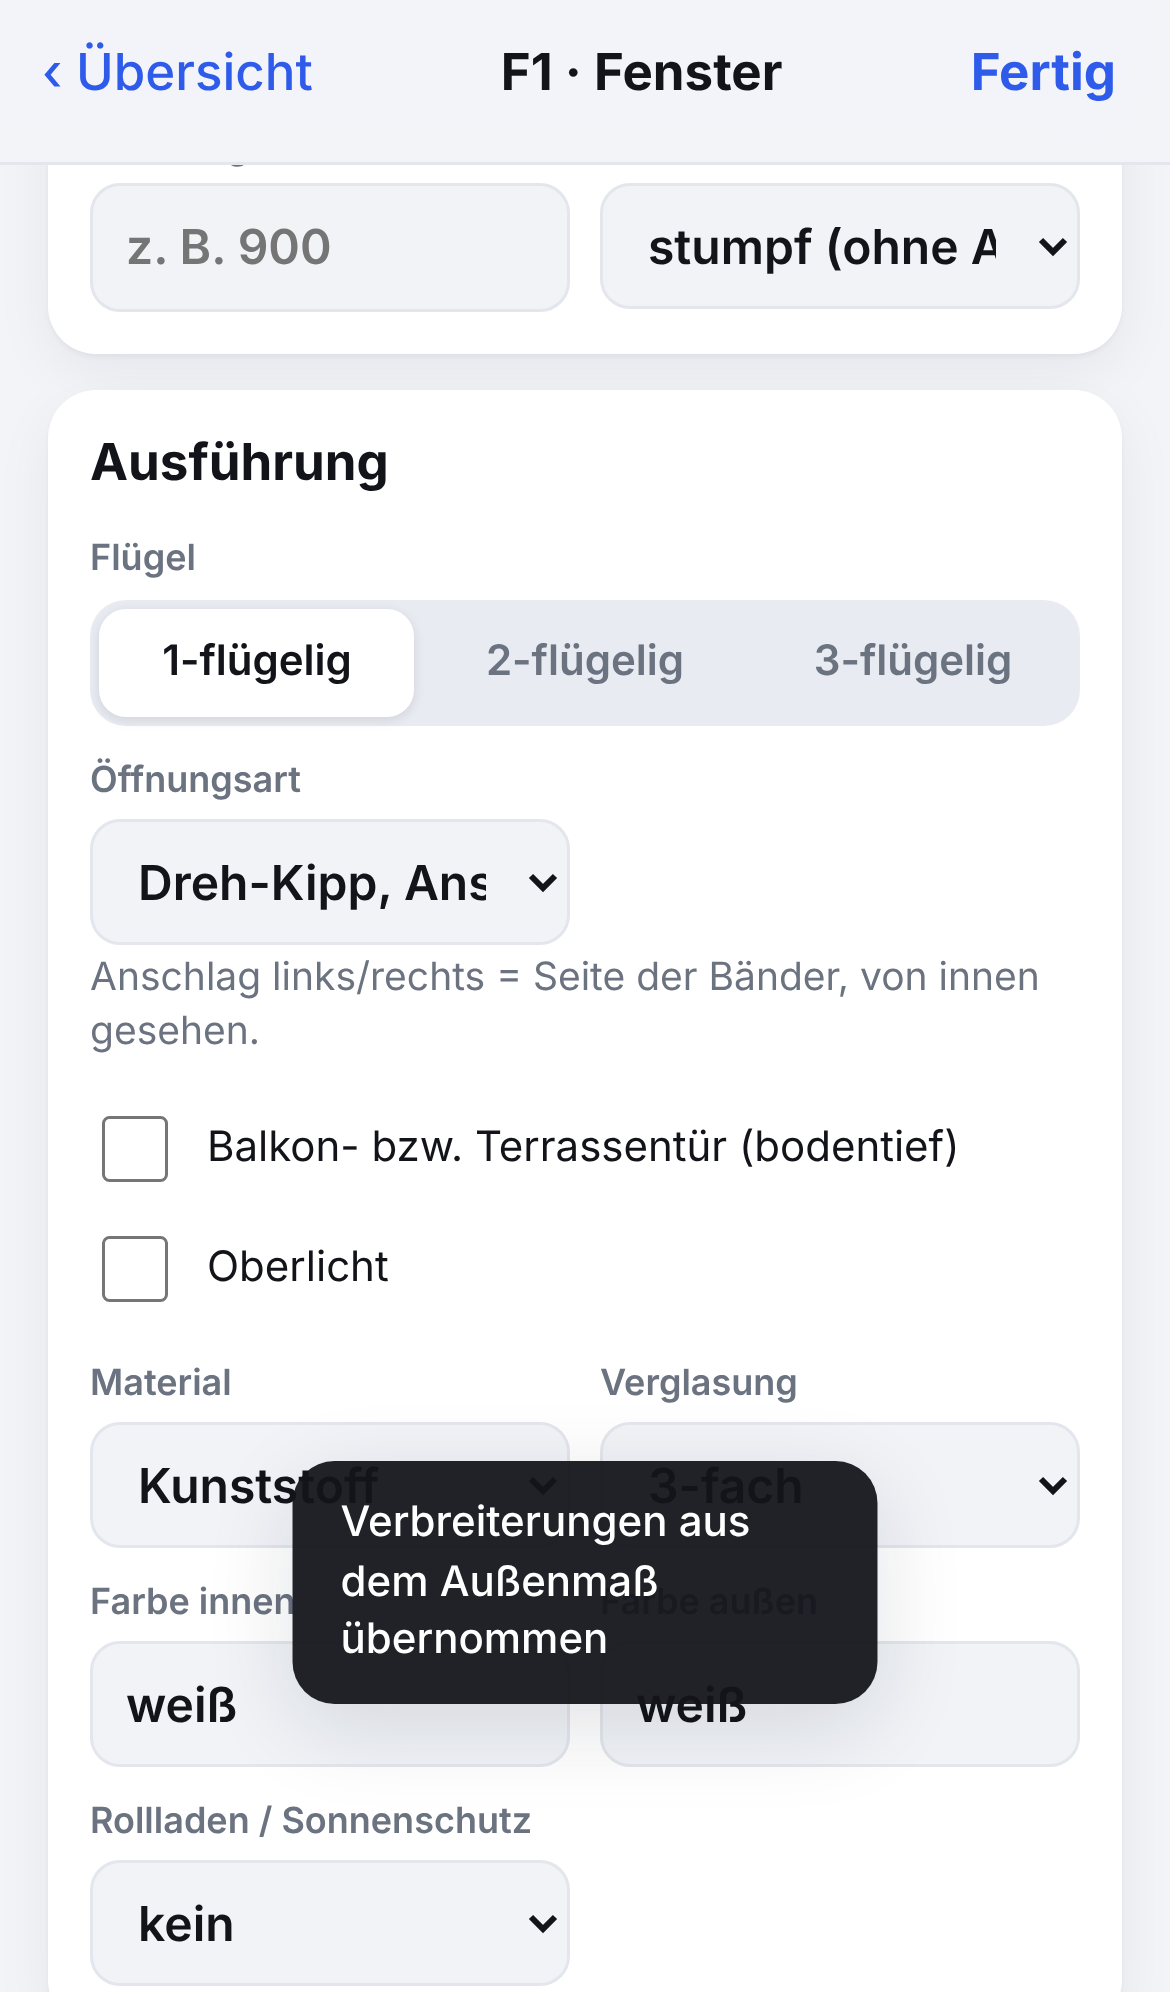 ‹ Übersicht
F1 · Fenster
Fertig
z. B. 900
stumpf (ohne A
Ausführung
Flügel
1-flügelig
2-flügelig
3-flügelig
Öffnungsart
Dreh-Kipp, Ans
Anschlag links/rechts = Seite der Bänder, von innen
gesehen.
Balkon- bzw. Terrassentür (bodentief)
Oberlicht
Material
Verglasung
Kunststoff
3-fach
Verbreiterungen aus
dem Außenmaß
übernommen
Farbe innen
Farbe außen
weiß
weiß
Rollladen / Sonnenschutz
kein